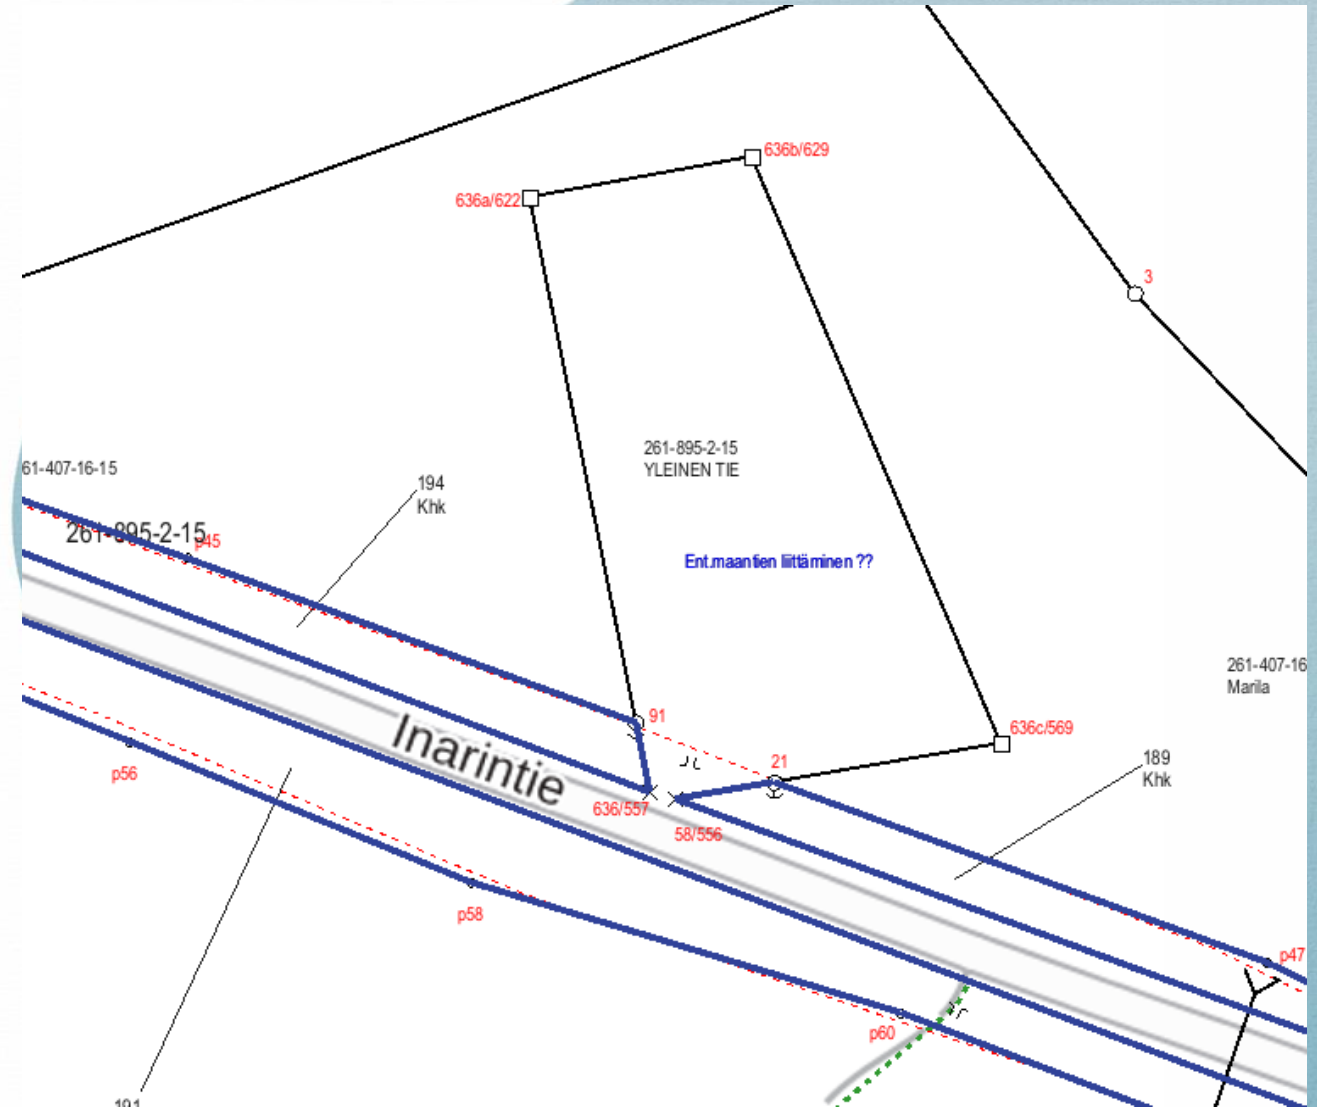 636b/629
636a/622
3
261-895-2-15
YLEINEN TIE
61-407-16-15
194
Khk
261-895-2-15
p45
Ent.maantien liittäminen ??
261-407-16
Marila
91
636c/569
21
189
Khk
Inarintie
p56
636/557
58/556
p58
p47
p60
191